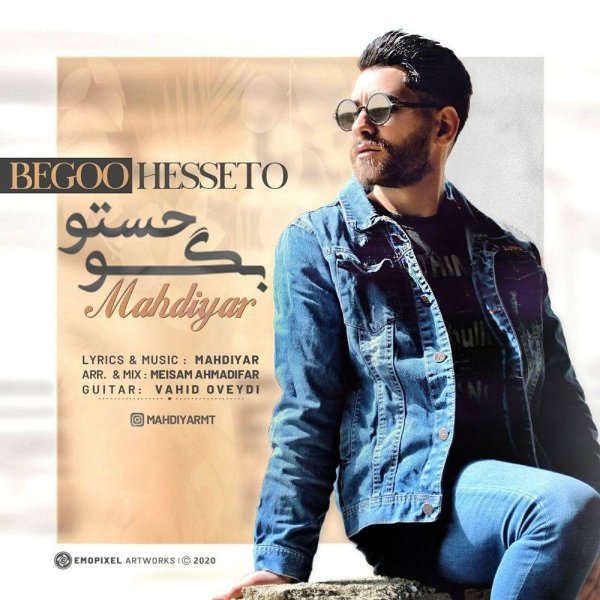 BEGOO HESSETO
حستو
بگو
Mahdiyar
LYRICS & MUSIC : MAHDIYAR
ARR. & MIX : MEISAM AHMADIFAR
GUITAR: VAHID OVEYDI
MAHDIYARMT
EMOPIXEL ARTWORKS | © 2020